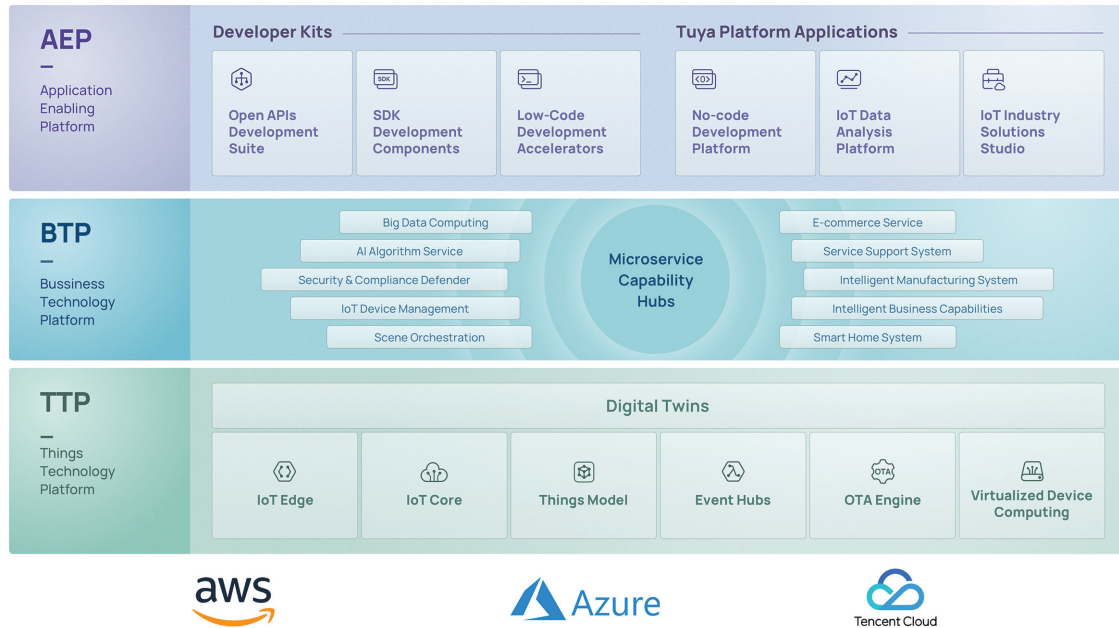 AEP
Application
Enabling
Platform
Developer Kits
Open APIs
Development
Suite
SDK
SDK
Development
Components
Low-Code
Development
Accelerators
Tuya Platform Applications
No-code
Development
Platform
IoT Data
Analysis
Platform
IoT Industry
Solutions
Studio
BTP
Bussiness
Technology
Platform
Big Data Computing
AI Algorithm Service
Security & Compliance Defender
IoT Device Management
Scene Orchestration
Microservice
Capability
Hubs
E-commerce Service
Service Support System
Intelligent Manufacturing System
Intelligent Business Capabilities
Smart Home System
TTP
Things
Technology
Platform
Digital Twins
IoT Edge
IoT Core
Things Model
Event Hubs
OTA
OTA Engine
Virtualized Device
Computing
aws
Azure
Tencent Cloud